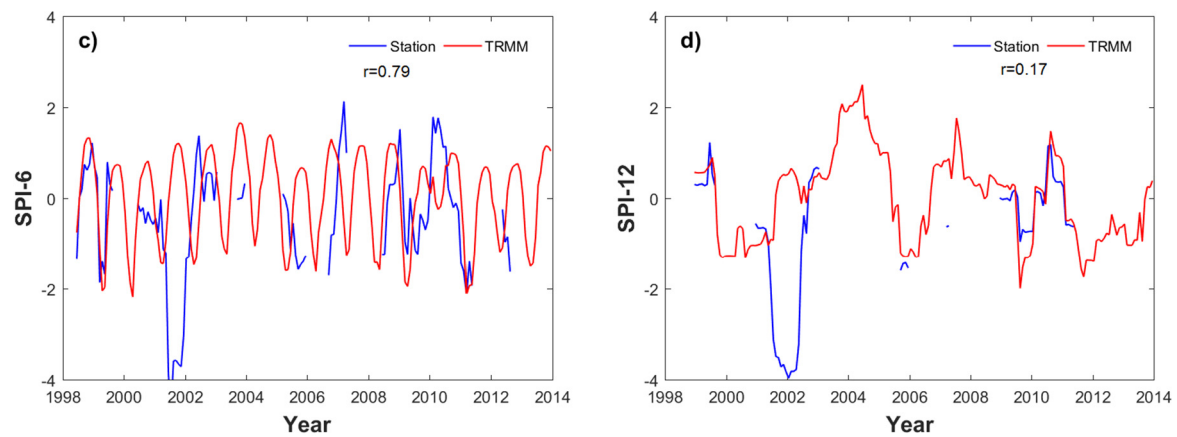 c)
Station TRMM
r=0.79
4
2
0
-2
-4
SPI-6
1998 2000 2002 2004 2006 2008 2010 2012 2014
Year
d)
Station TRMM
r=0.17
4
2
0
-2
-4
SPI-12
1998 2000 2002 2004 2006 2008 2010 2012 2014
Year